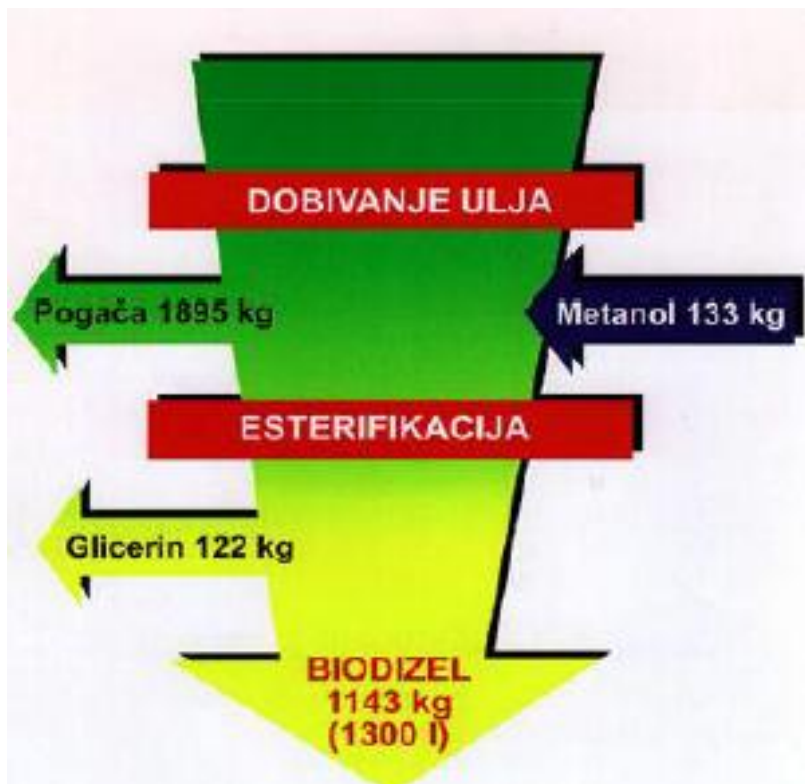 DOBIVANJE ULJA
Pogača 1895 kg
Metanol 133 kg
ESTERIFIKACIJA
Glicerin 122 kg
BIODIZEL
1143 kg
(1300 l)